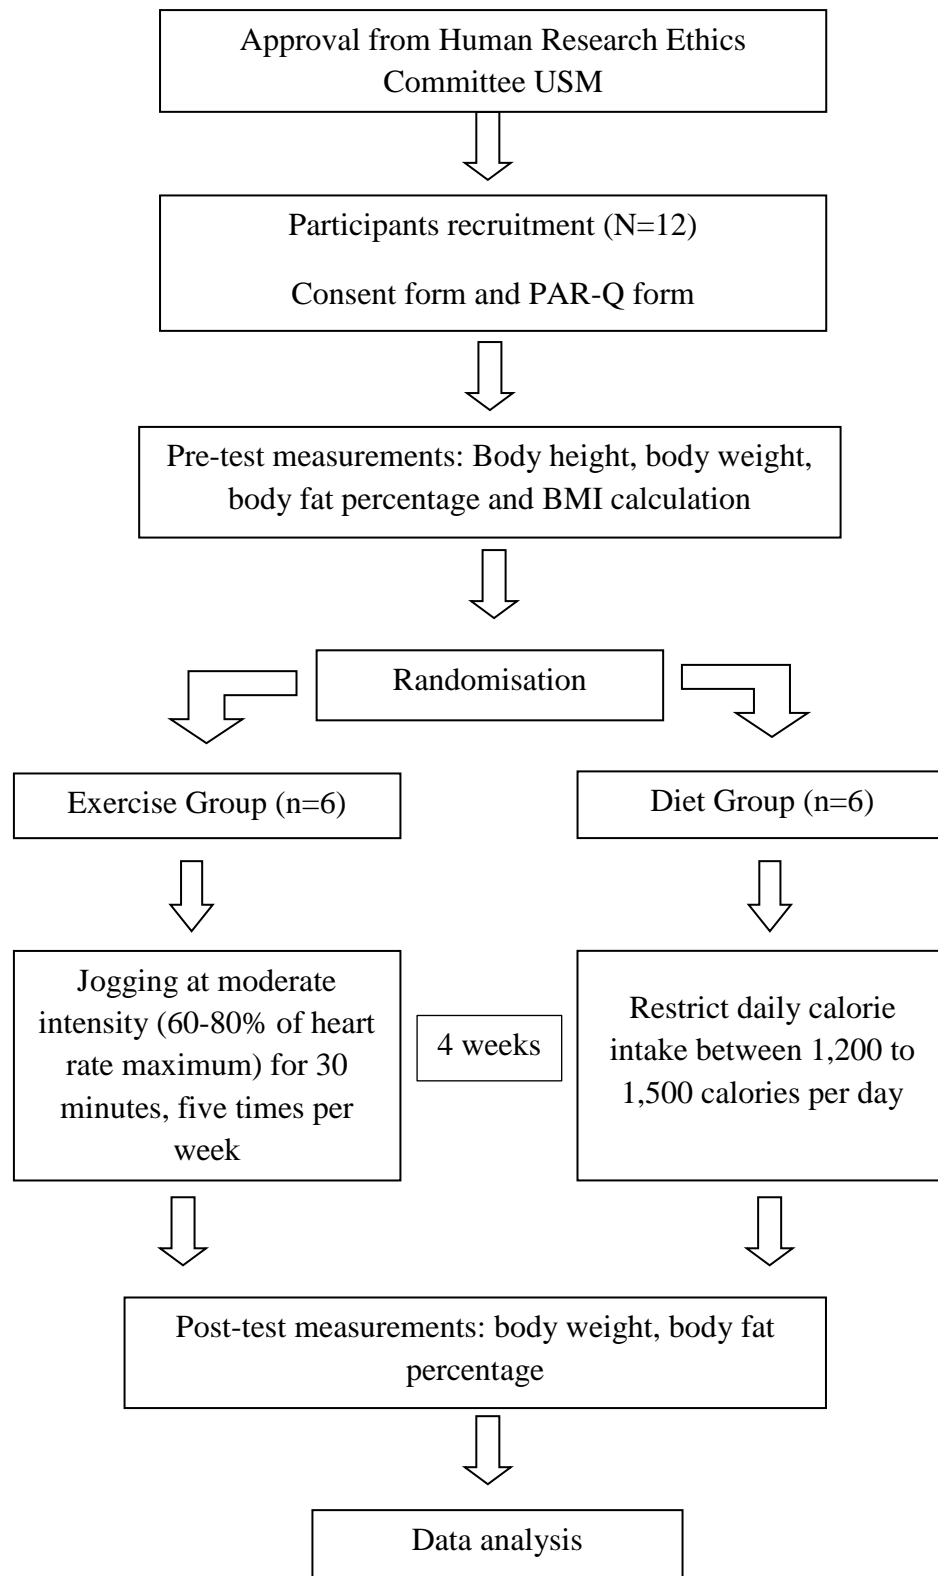 Approval from Human Research Ethics
Committee USM
Participants recruitment (N=12)
Consent form and PAR-Q form
Pre-test measurements: Body height, body weight,
body fat percentage and BMI calculation
Randomisation
Exercise Group (n=6)
Diet Group (n=6)
Jogging at moderate
intensity (60-80% of heart
rate maximum) for 30
minutes, five times per
week
4 weeks
Restrict daily calorie
intake between 1,200 to
1,500 calories per day
Post-test measurements: body weight, body fat
percentage
Data analysis